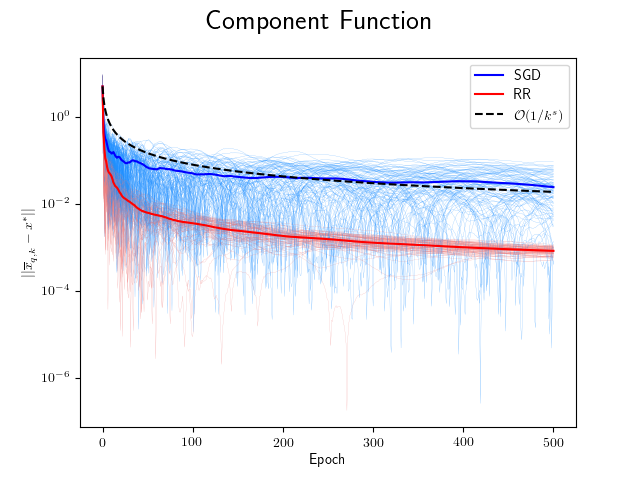 Component Function
SGD
RR
𝒪(1/k^s)
10^0
10^−2
10^−4
10^−6
||x̅_{q,k} − x*||
0 100 200 300 400 500
Epoch